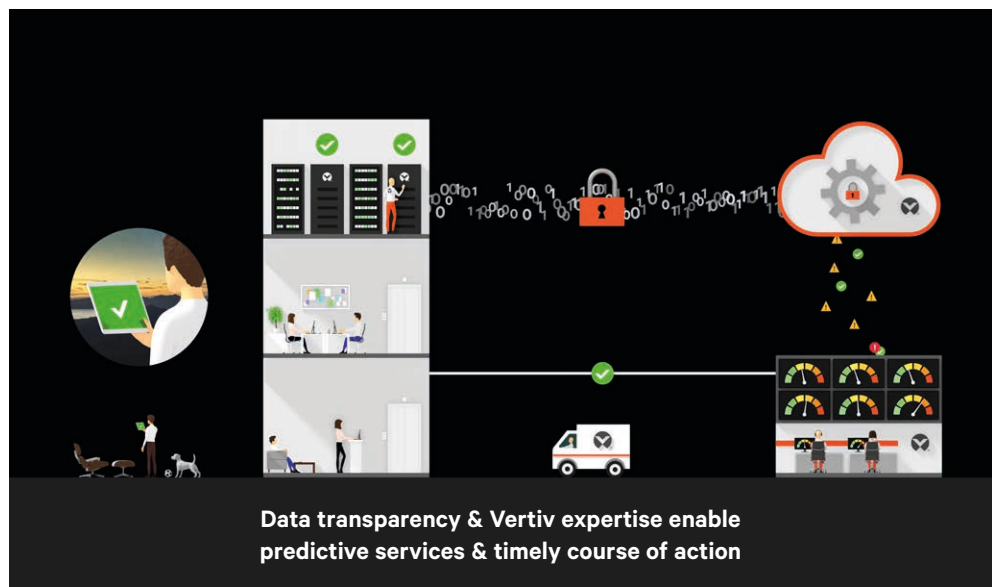 Data transparency & Vertiv expertise enable
predictive services & timely course of action